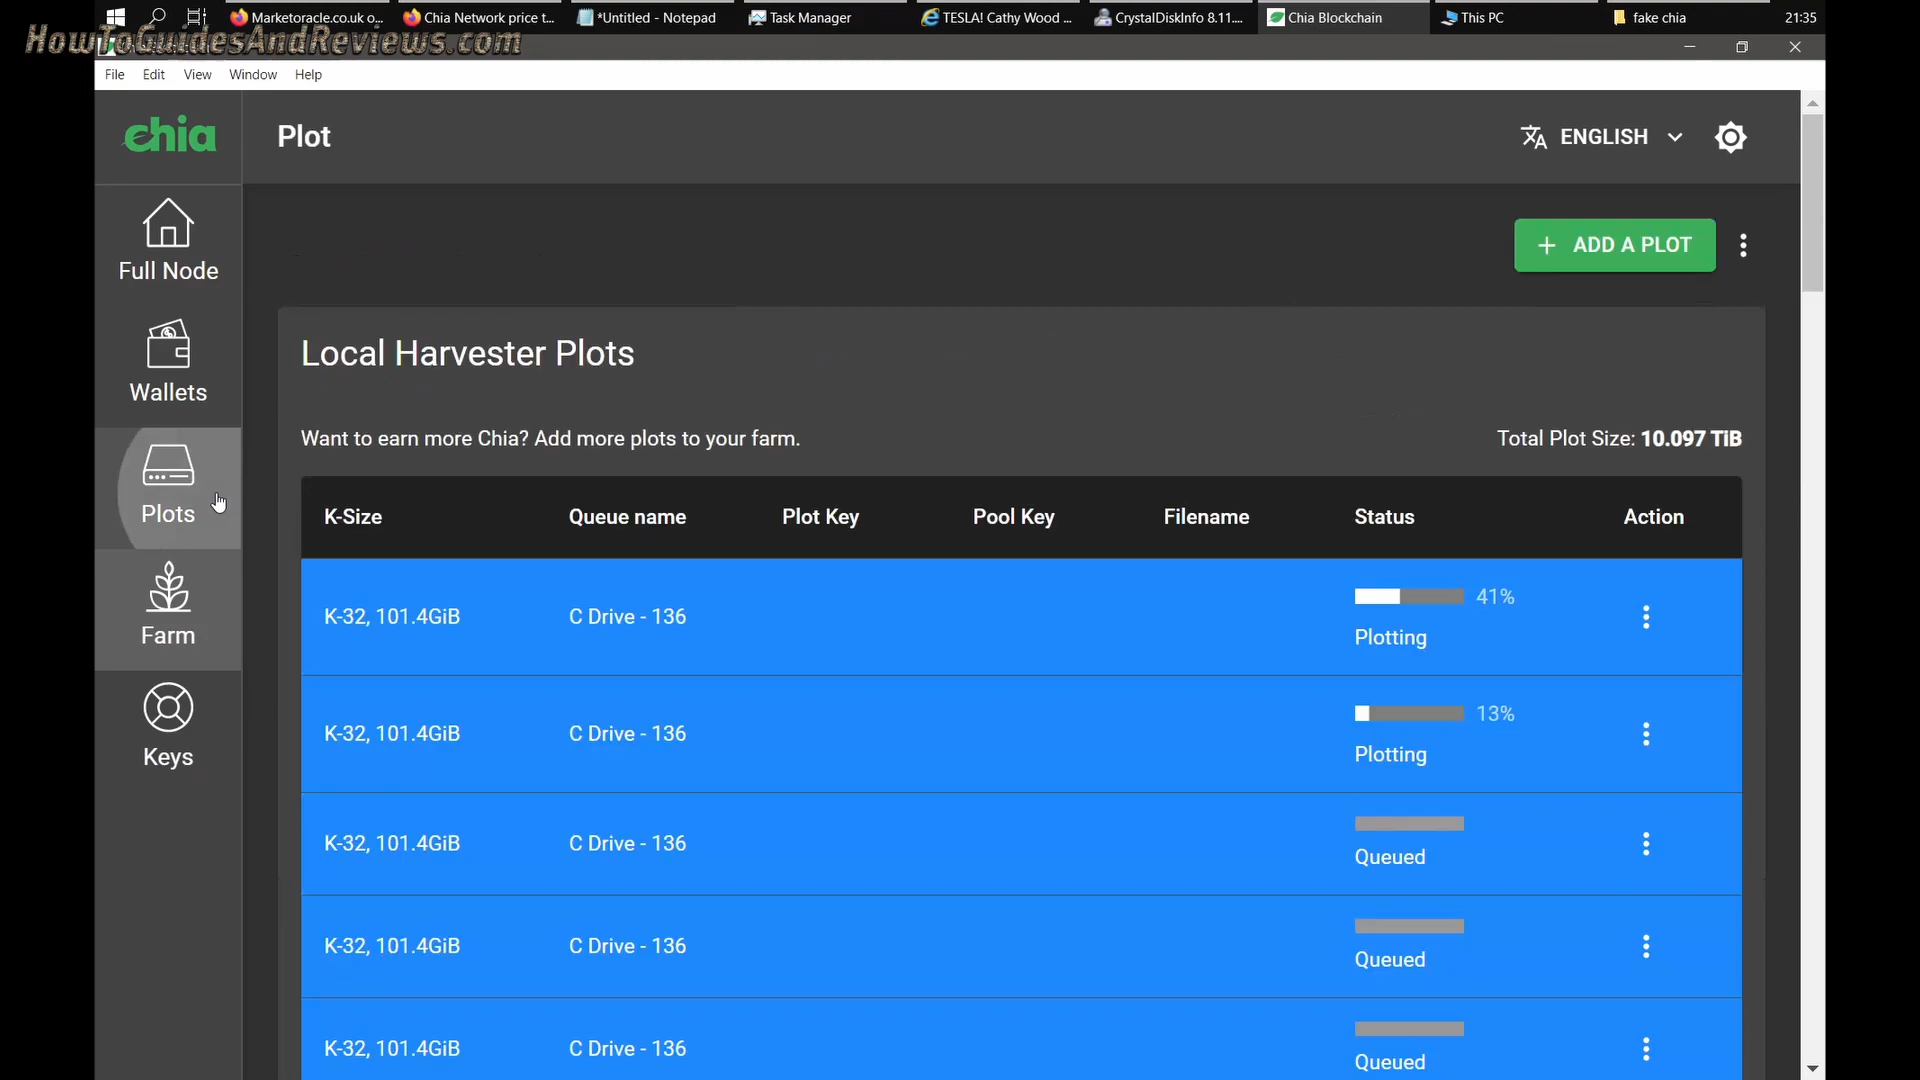 Marketoracle.co.uk o...
Chia Network price t...
*Untitled - Notepad
Task Manager
TESLA! Cathy Wood ...
CrystalDiskInfo 8.11....
Chia Blockchain
This PC
fake chia
21:35
HowToGuidesAndReviews.com
File Edit View Window Help
chia
Plot
ENGLISH
Full Node
+ ADD A PLOT
Local Harvester Plots
Wallets
Want to earn more Chia? Add more plots to your farm.
Total Plot Size: 10.097 TiB
Plots
K-Size Queue name Plot Key Pool Key Filename Status Action
K-32, 101.4GiB C Drive - 136 41%
Plotting
Farm
K-32, 101.4GiB C Drive - 136 13%
Plotting
Keys
K-32, 101.4GiB C Drive - 136
Queued
K-32, 101.4GiB C Drive - 136
Queued
K-32, 101.4GiB C Drive - 136
Queued